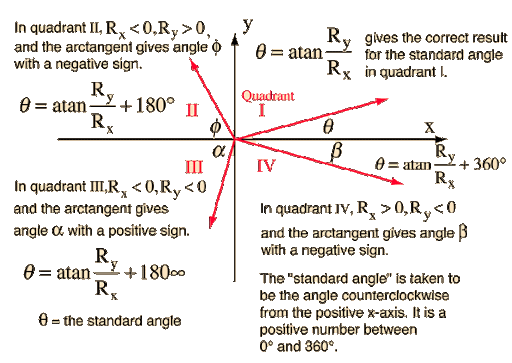 In quadrant II, Rx <0,Ry>0,
and the arctangent gives angle ϕ
with a negative sign.
θ = atan Ry/Rx +180°
II
y
θ = atan Ry/Rx
gives the correct result
for the standard angle
in quadrant I.
Quadrant
I
θ
x
ϕ
α
β
III
IV
θ = atan Ry/Rx + 360°
In quadrant III,Rx <0,Ry<0
and the arctangent gives
angle α with a positive sign.
θ = atan Ry/Rx +180∞
θ = the standard angle
In quadrant IV, Rx >0,Ry<0
and the arctangent gives angle β
with a negative sign.
The "standard angle" is taken to
be the angle counterclockwise
from the positive x-axis. It is a
positive number between
0° and 360°.